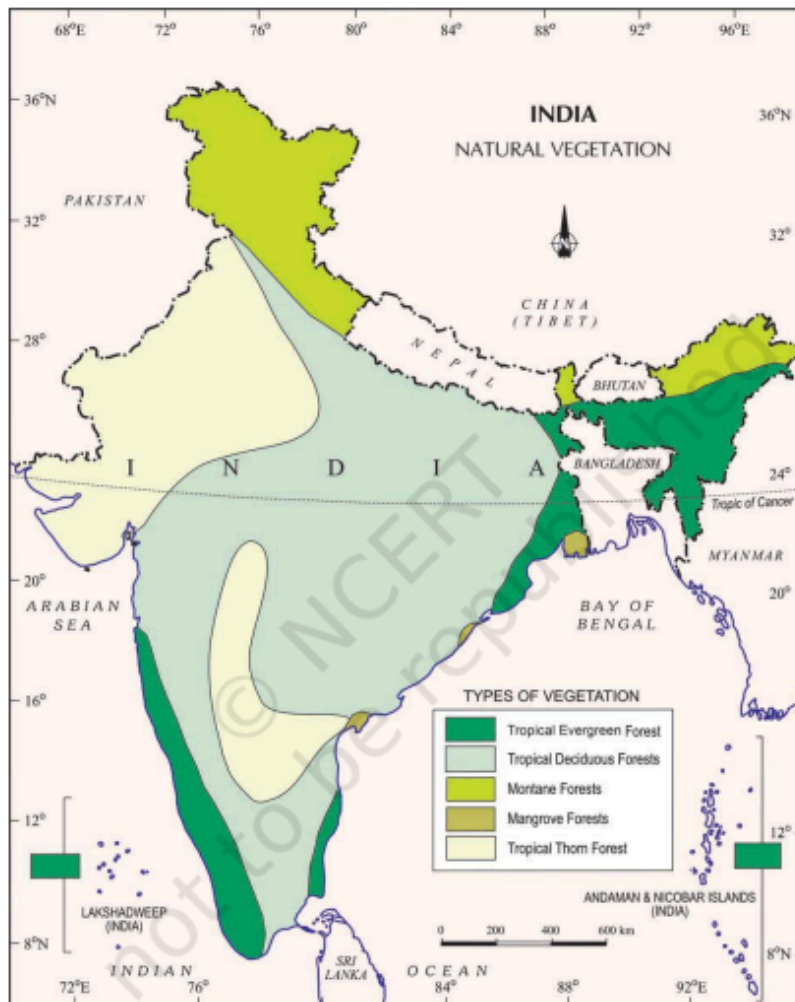 68°E 72° 76° 80° 84° 88° 92° 96°E
36°N 36°N
INDIA
NATURAL VEGETATION
PAKISTAN
32° 32°
N
CHINA
(TIBET)
28° 28°
NEPAL
BHUTAN
INDIA
BANGLADESH
24°
Tropic of Cancer
MYANMAR
20° 20°
ARABIAN
SEA
BAY OF
BENGAL
© NCERT
not to be republished
16°
TYPES OF VEGETATION
Tropical Evergreen Forest
Tropical Deciduous Forests
Montane Forests
Mangrove Forests
Tropical Thorn Forest
12° 12°
LAKSHADWEEP
(INDIA)
ANDAMAN & NICOBAR ISLANDS
(INDIA)
0 200 400 600 km
8°N 8°N
SRI
LANKA
INDIAN OCEAN
72°E 76° 80° 84° 88° 92°E